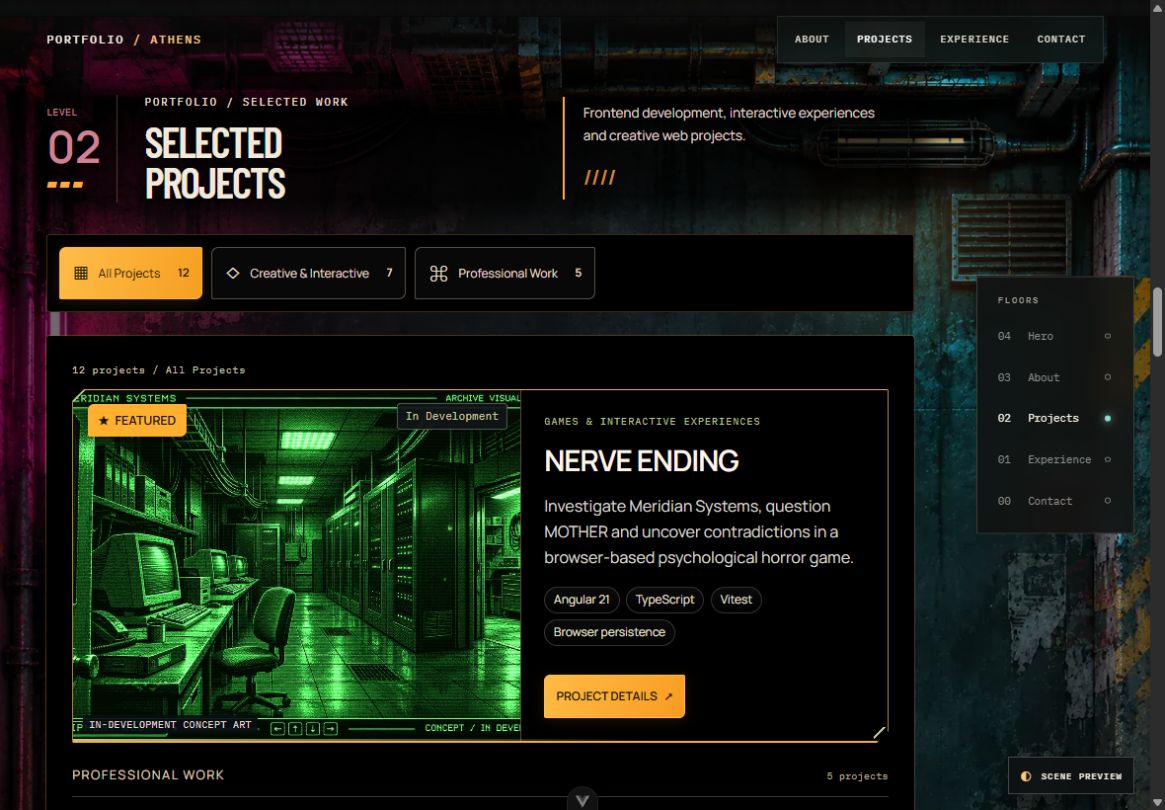 PORTFOLIO / ATHENS
ABOUT PROJECTS EXPERIENCE CONTACT
LEVEL
02
PORTFOLIO / SELECTED WORK
SELECTED
PROJECTS
Frontend development, interactive experiences
and creative web projects.
////
All Projects 12
Creative & Interactive 7
Professional Work 5
FLOORS
04 Hero
03 About
02 Projects
01 Experience
00 Contact
12 projects / All Projects
ERIDIAN SYSTEMS
ARCHIVE VISUAL
★ FEATURED
In Development
IN-DEVELOPMENT CONCEPT ART
← ↑ ↓ →
CONCEPT / IN DEVE
GAMES & INTERACTIVE EXPERIENCES
NERVE ENDING
Investigate Meridian Systems, question
MOTHER and uncover contradictions in a
browser-based psychological horror game.
Angular 21 TypeScript Vitest
Browser persistence
PROJECT DETAILS ↗
PROFESSIONAL WORK
5 projects
SCENE PREVIEW